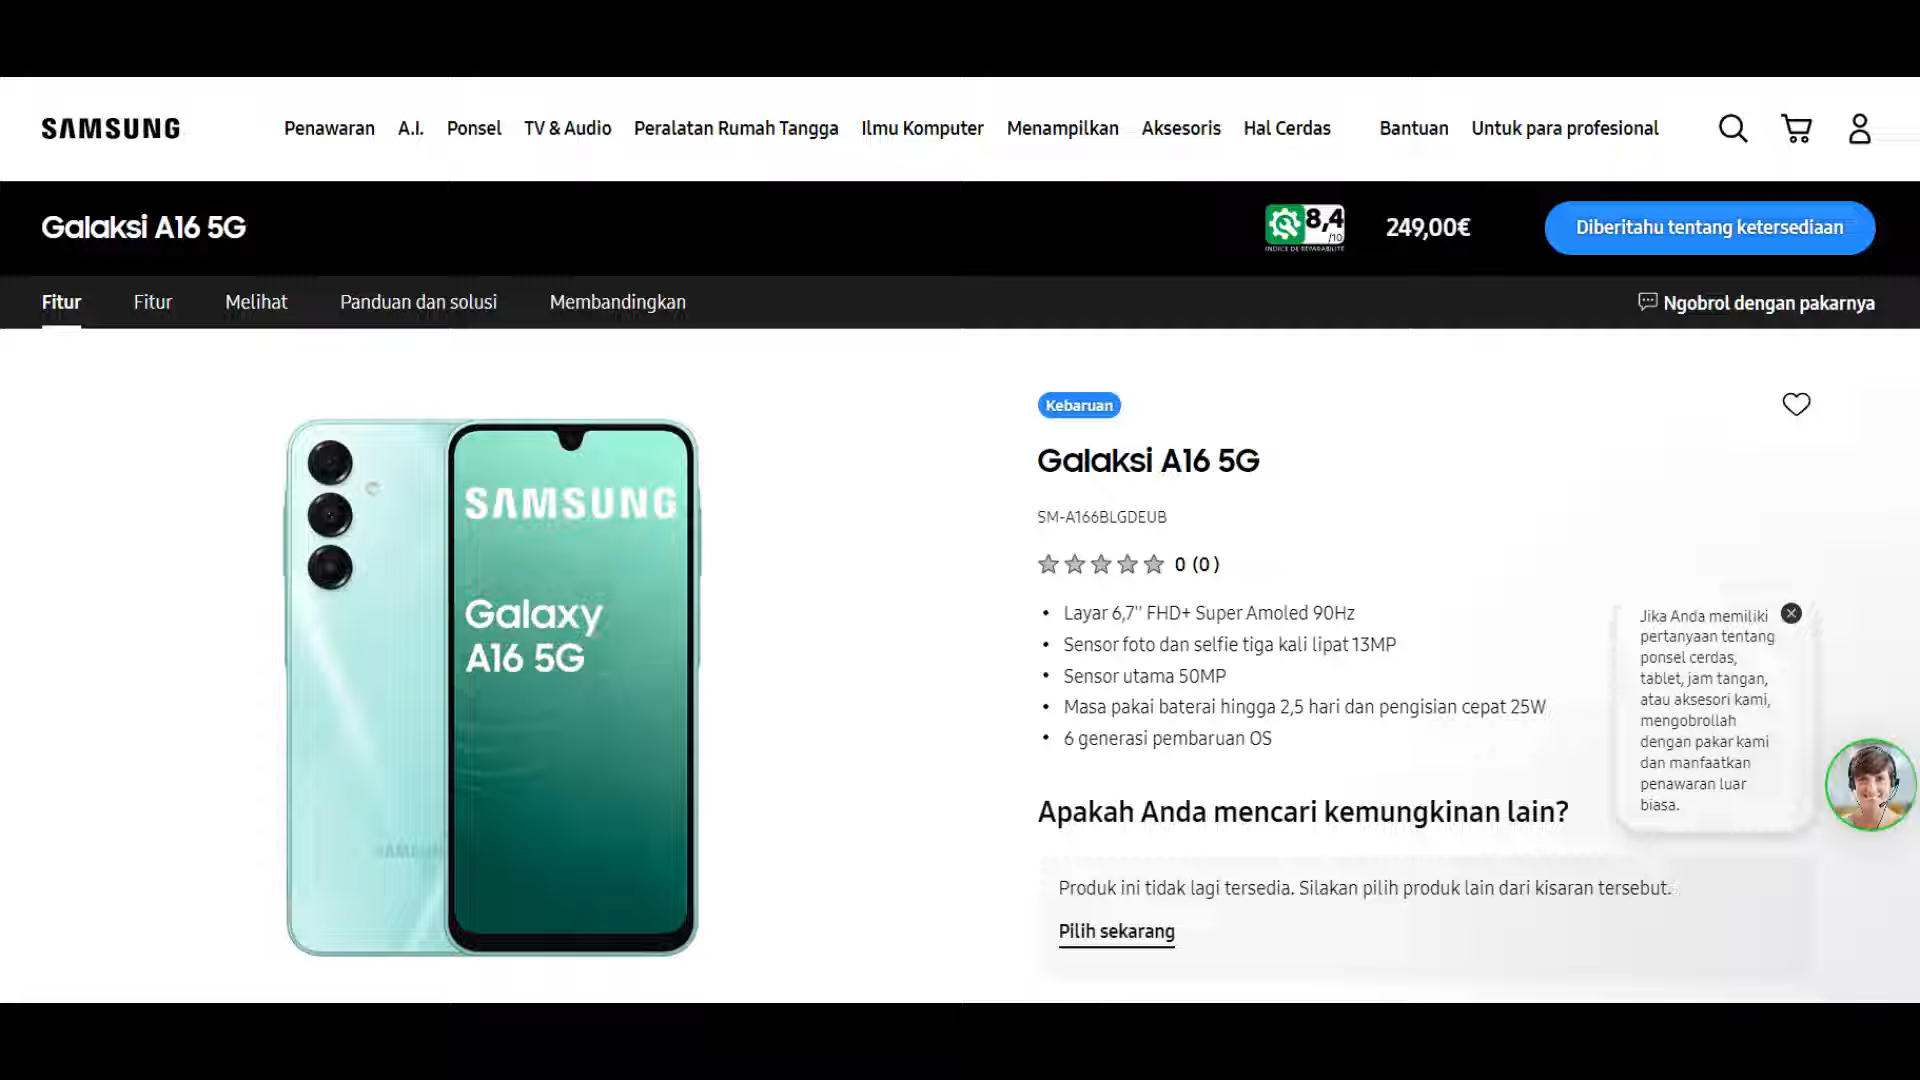 SAMSUNG
Penawaran A.I. Ponsel TV & Audio Peralatan Rumah Tangga Ilmu Komputer Menampilkan Aksesoris Hal Cerdas Bantuan Untuk para profesional
Galaksi A16 5G
8,4
/10
INDICE DE RÉPARABILITÉ
249,00€
Diberitahu tentang ketersediaan
Fitur Fitur Melihat Panduan dan solusi Membandingkan
Ngobrol dengan pakarnya
SAMSUNG
Galaxy
A16 5G
SAMSUNG
Kebaruan
Galaksi A16 5G
SM-A166BLGDEUB
0 (0)
• Layar 6,7" FHD+ Super Amoled 90Hz
• Sensor foto dan selfie tiga kali lipat 13MP
• Sensor utama 50MP
• Masa pakai baterai hingga 2,5 hari dan pengisian cepat 25W
• 6 generasi pembaruan OS
Apakah Anda mencari kemungkinan lain?
Produk ini tidak lagi tersedia. Silakan pilih produk lain dari kisaran tersebut.
Pilih sekarang
Jika Anda memiliki
pertanyaan tentang
ponsel cerdas,
tablet, jam tangan,
atau aksesori kami,
mengobrollah
dengan pakar kami
dan manfaatkan
penawaran luar
biasa.